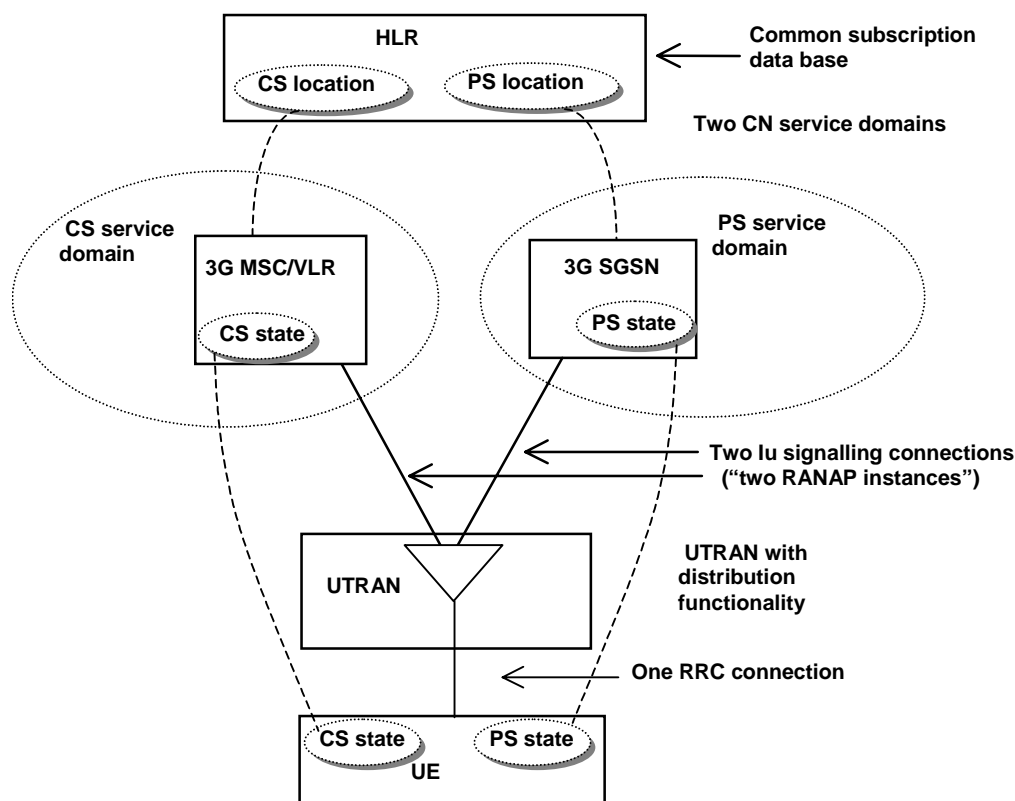 HLR
Common subscription
data base
CS location
PS location
Two CN service domains
CS service
domain
PS service
domain
3G MSC/VLR
3G SGSN
CS state
PS state
Two Iu signalling connections
(“two RANAP instances”)
UTRAN
UTRAN with
distribution
functionality
One RRC connection
CS state
PS state
UE